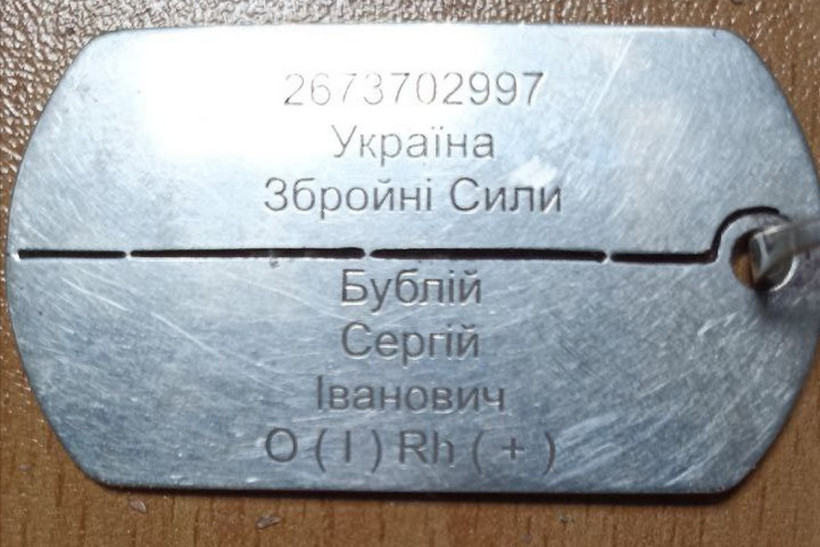 2673702997
Україна
Збройні Сили
Бублій
Сергій
Іванович
O ( I ) Rh ( + )